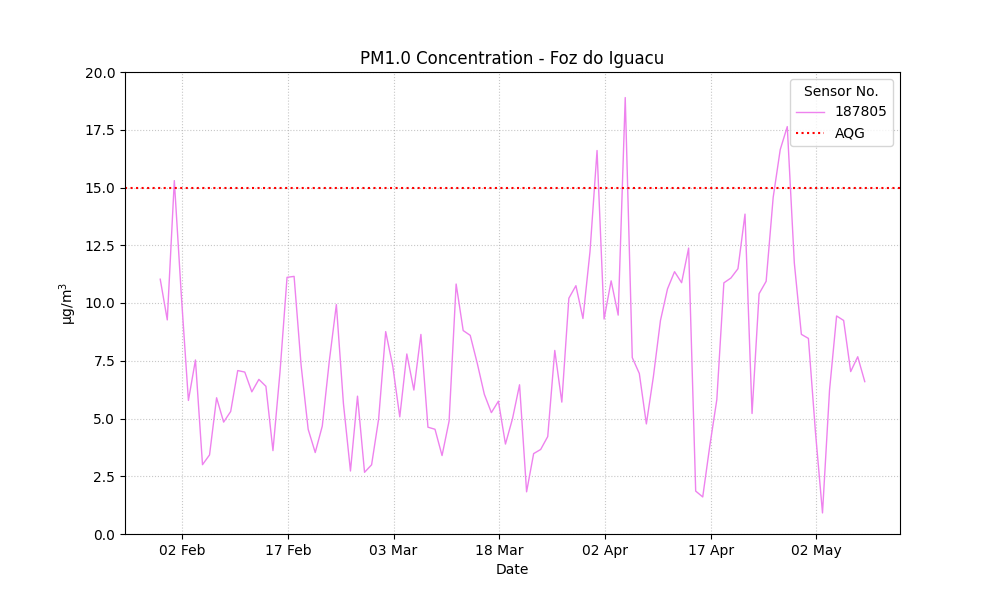 PM1.0 Concentration - Foz do Iguacu
Sensor No.
187805
AQG
20.0
17.5
15.0
12.5
10.0
7.5
5.0
2.5
0.0
µg/m³
02 Feb
17 Feb
03 Mar
18 Mar
02 Apr
17 Apr
02 May
Date